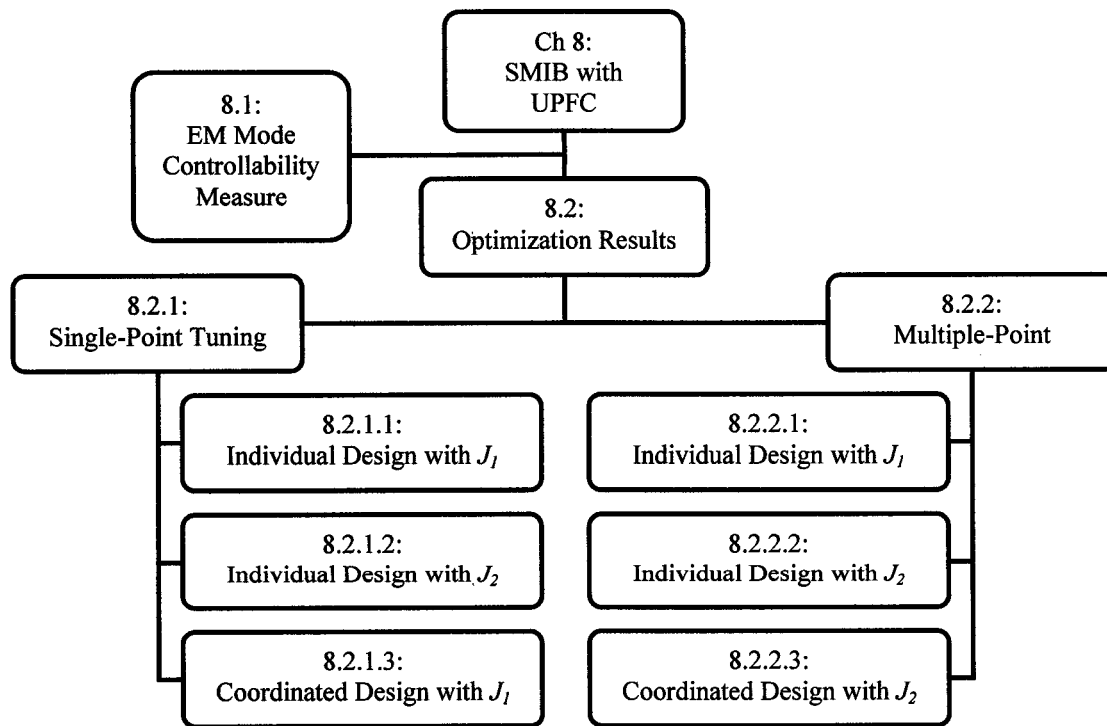 Ch 8:
SMIB with
UPFC
8.1:
EM Mode
Controllability
Measure
8.2:
Optimization Results
8.2.1:
Single-Point Tuning
8.2.2:
Multiple-Point
8.2.1.1:
Individual Design with J1
8.2.1.2:
Individual Design with J2
8.2.1.3:
Coordinated Design with J1
8.2.2.1:
Individual Design with J1
8.2.2.2:
Individual Design with J2
8.2.2.3:
Coordinated Design with J2